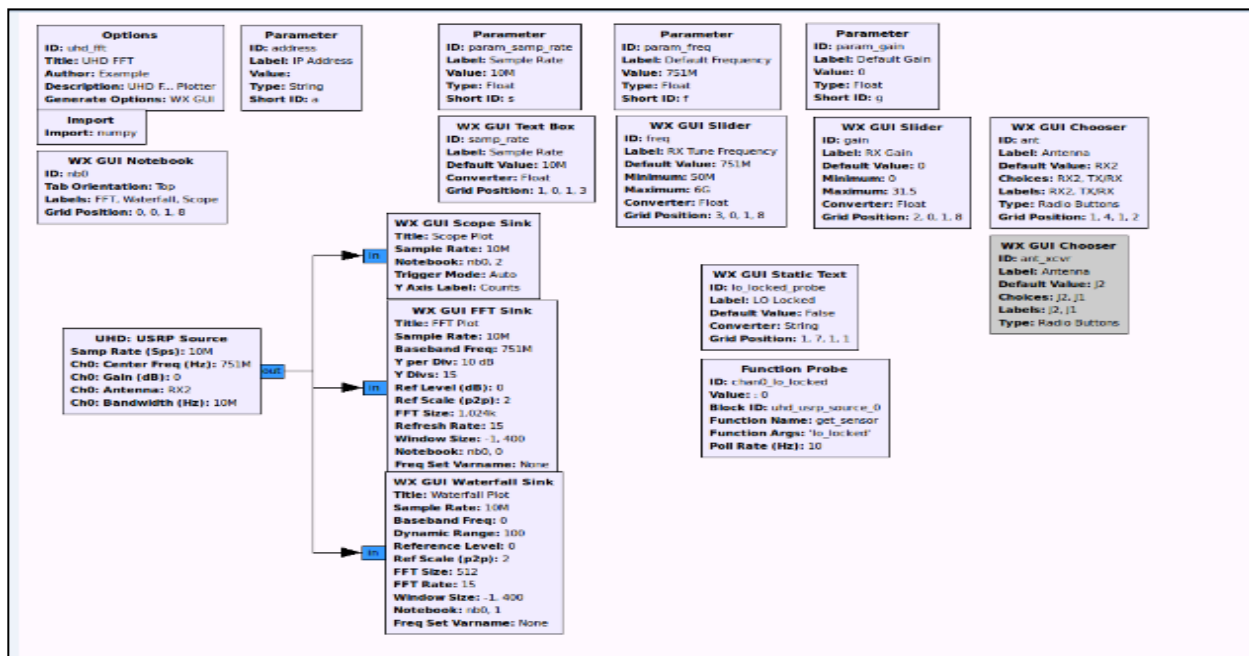 Options
ID: uhd_fft
Title: UHD FFT
Author: Example
Description: UHD F... Plotter
Generate Options: WX GUI
Parameter
ID: address
Label: IP Address
Value:
Type: String
Short ID: a
Parameter
ID: param_samp_rate
Label: Sample Rate
Value: 10M
Type: Float
Short ID: s
Parameter
ID: param_freq
Label: Default Frequency
Value: 751M
Type: Float
Short ID: f
Parameter
ID: param_gain
Label: Default Gain
Value: 0
Type: Float
Short ID: g
Import
Import: numpy
WX GUI Notebook
ID: nb0
Tab Orientation: Top
Labels: FFT, Waterfall, Scope
Grid Position: 0, 0, 1, 8
WX GUI Text Box
ID: samp_rate
Label: Sample Rate
Default Value: 10M
Converter: Float
Grid Position: 1, 0, 1, 3
WX GUI Slider
ID: freq
Label: RX Tune Frequency
Default Value: 751M
Minimum: 50M
Maximum: 6G
Converter: Float
Grid Position: 3, 0, 1, 8
WX GUI Slider
ID: gain
Label: RX Gain
Default Value: 0
Minimum: 0
Maximum: 31.5
Converter: Float
Grid Position: 2, 0, 1, 8
WX GUI Chooser
ID: ant
Label: Antenna
Default Value: RX2
Choices: RX2, TX/RX
Labels: RX2, TX/RX
Type: Radio Buttons
Grid Position: 1, 4, 1, 2
WX GUI Chooser
ID: ant_xcvr
Label: Antenna
Default Value: J2
Choices: J2, J1
Labels: J2, J1
Type: Radio Buttons
WX GUI Scope Sink
Title: Scope Plot
Sample Rate: 10M
Notebook: nb0, 2
Trigger Mode: Auto
Y Axis Label: Counts
in
WX GUI Static Text
ID: lo_locked_probe
Label: LO Locked
Default Value: False
Converter: String
Grid Position: 1, 7, 1, 1
UHD: USRP Source
Samp Rate (Sps): 10M
Ch0: Center Freq (Hz): 751M
Ch0: Gain (dB): 0
Ch0: Antenna: RX2
Ch0: Bandwidth (Hz): 10M
out
WX GUI FFT Sink
Title: FFT Plot
Sample Rate: 10M
Baseband Freq: 751M
Y per Div: 10 dB
Y Divs: 15
Ref Level (dB): 0
Ref Scale (p2p): 2
FFT Size: 1.024k
Refresh Rate: 15
Window Size: -1, 400
Notebook: nb0, 0
Freq Set Varname: None
in
Function Probe
ID: chan0_lo_locked
Value: : 0
Block ID: uhd_usrp_source_0
Function Name: get_sensor
Function Args: 'lo_locked'
Poll Rate (Hz): 10
WX GUI Waterfall Sink
Title: Waterfall Plot
Sample Rate: 10M
Baseband Freq: 0
Dynamic Range: 100
Reference Level: 0
Ref Scale (p2p): 2
FFT Size: 512
FFT Rate: 15
Window Size: -1, 400
Notebook: nb0, 1
Freq Set Varname: None
in